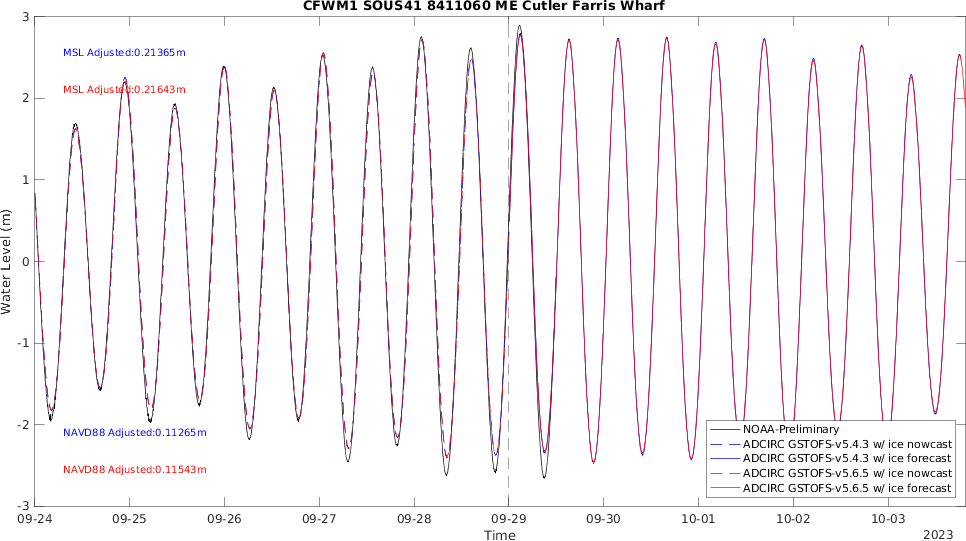 CFWM1 SOUS41 8411060 ME Cutler Farris Wharf
MSL Adjusted:0.21365m
MSL Adjusted:0.21643m
NAVD88 Adjusted:0.11265m
NAVD88 Adjusted:0.11543m
Water Level (m)
3
2
1
0
-1
-2
-3
NOAA-Preliminary
ADCIRC GSTOFS-v5.4.3 w/ ice nowcast
ADCIRC GSTOFS-v5.4.3 w/ ice forecast
ADCIRC GSTOFS-v5.6.5 w/ ice nowcast
ADCIRC GSTOFS-v5.6.5 w/ ice forecast
09-24 09-25 09-26 09-27 09-28 09-29 09-30 10-01 10-02 10-03
Time
2023